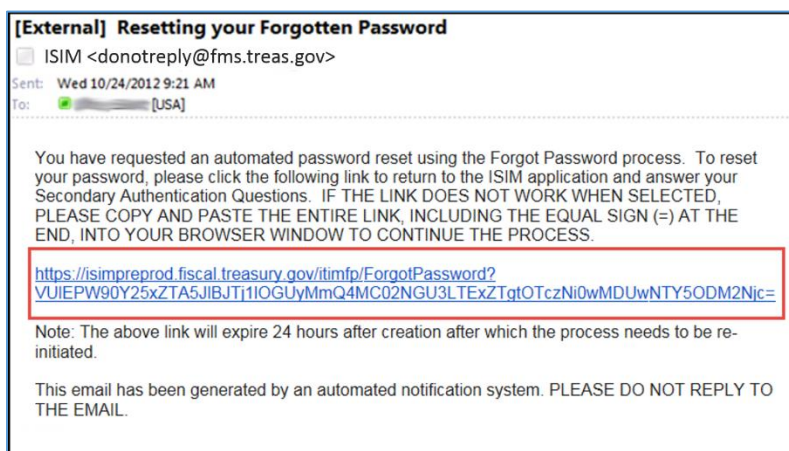 [External] Resetting your Forgotten Password
ISIM <donotreply@fms.treas.gov>
Sent: Wed 10/24/2012 9:21 AM
To: [USA]
You have requested an automated password reset using the Forgot Password process. To reset
your password, please click the following link to return to the ISIM application and answer your
Secondary Authentication Questions. IF THE LINK DOES NOT WORK WHEN SELECTED,
PLEASE COPY AND PASTE THE ENTIRE LINK, INCLUDING THE EQUAL SIGN (=) AT THE
END, INTO YOUR BROWSER WINDOW TO CONTINUE THE PROCESS.
https://isimpreprod.fiscal.treasury.gov/itimfp/ForgotPassword?
VUlEPW90Y25xZTA5JlBJTj1lOGUyMmQ4MC02NGU3LTExZTgtOTczNi0wMDUwNTY5ODM2Njc=
Note: The above link will expire 24 hours after creation after which the process needs to be re-
initiated.
This email has been generated by an automated notification system. PLEASE DO NOT REPLY TO
THE EMAIL.